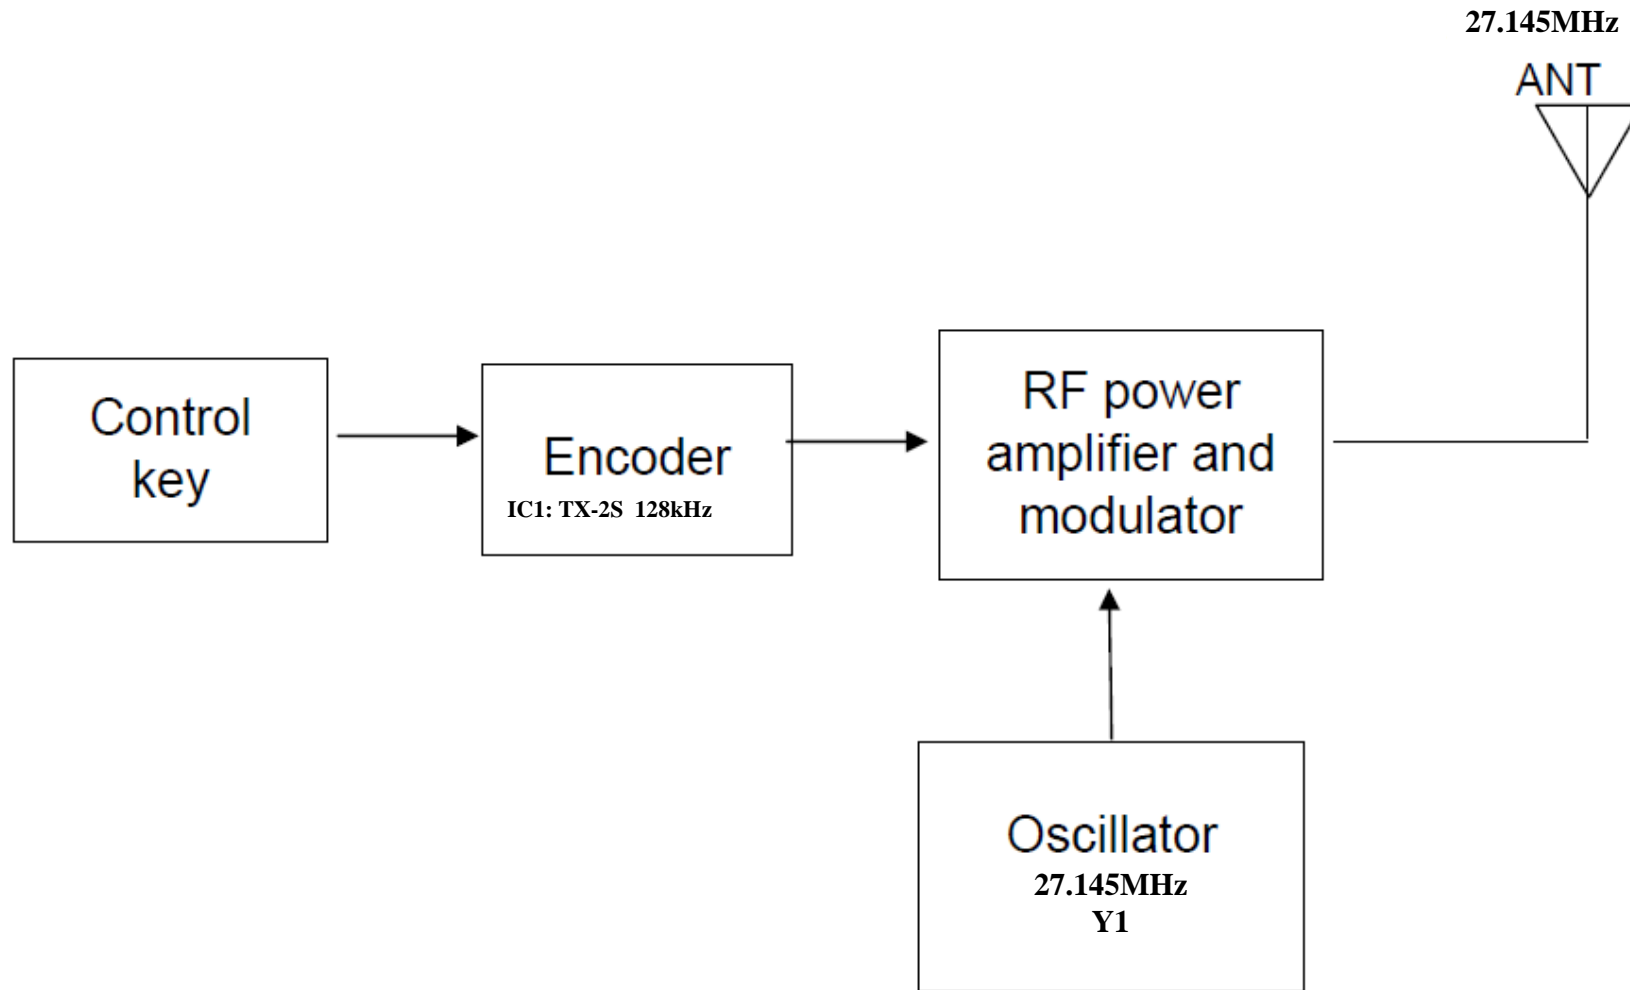 27.145MHz
ANT
Control
key
Encoder
IC1: TX-2S 128kHz
RF power
amplifier and
modulator
Oscillator
27.145MHz
Y1